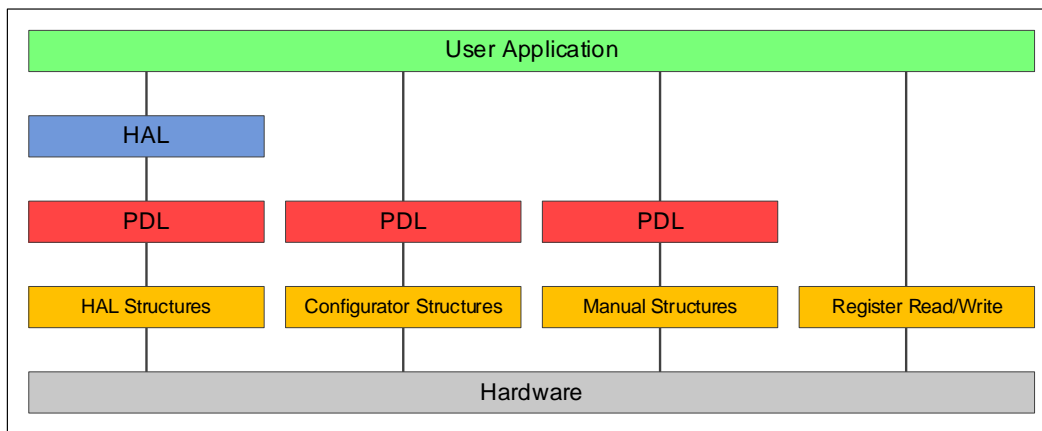 User Application
HAL
PDL
PDL
PDL
HAL Structures
Configurator Structures
Manual Structures
Register Read/Write
Hardware